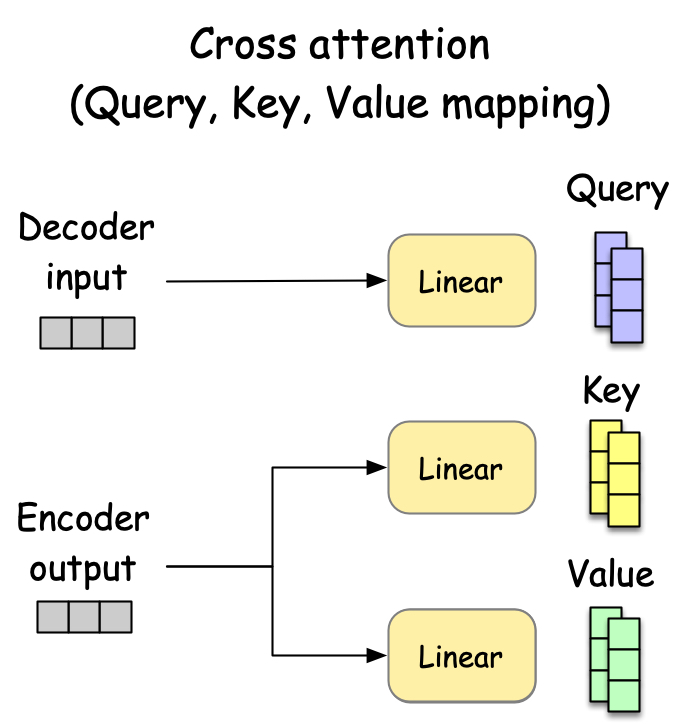 Cross attention
(Query, Key, Value mapping)
Query
Decoder
input
Linear
Key
Linear
Encoder
output
Value
Linear